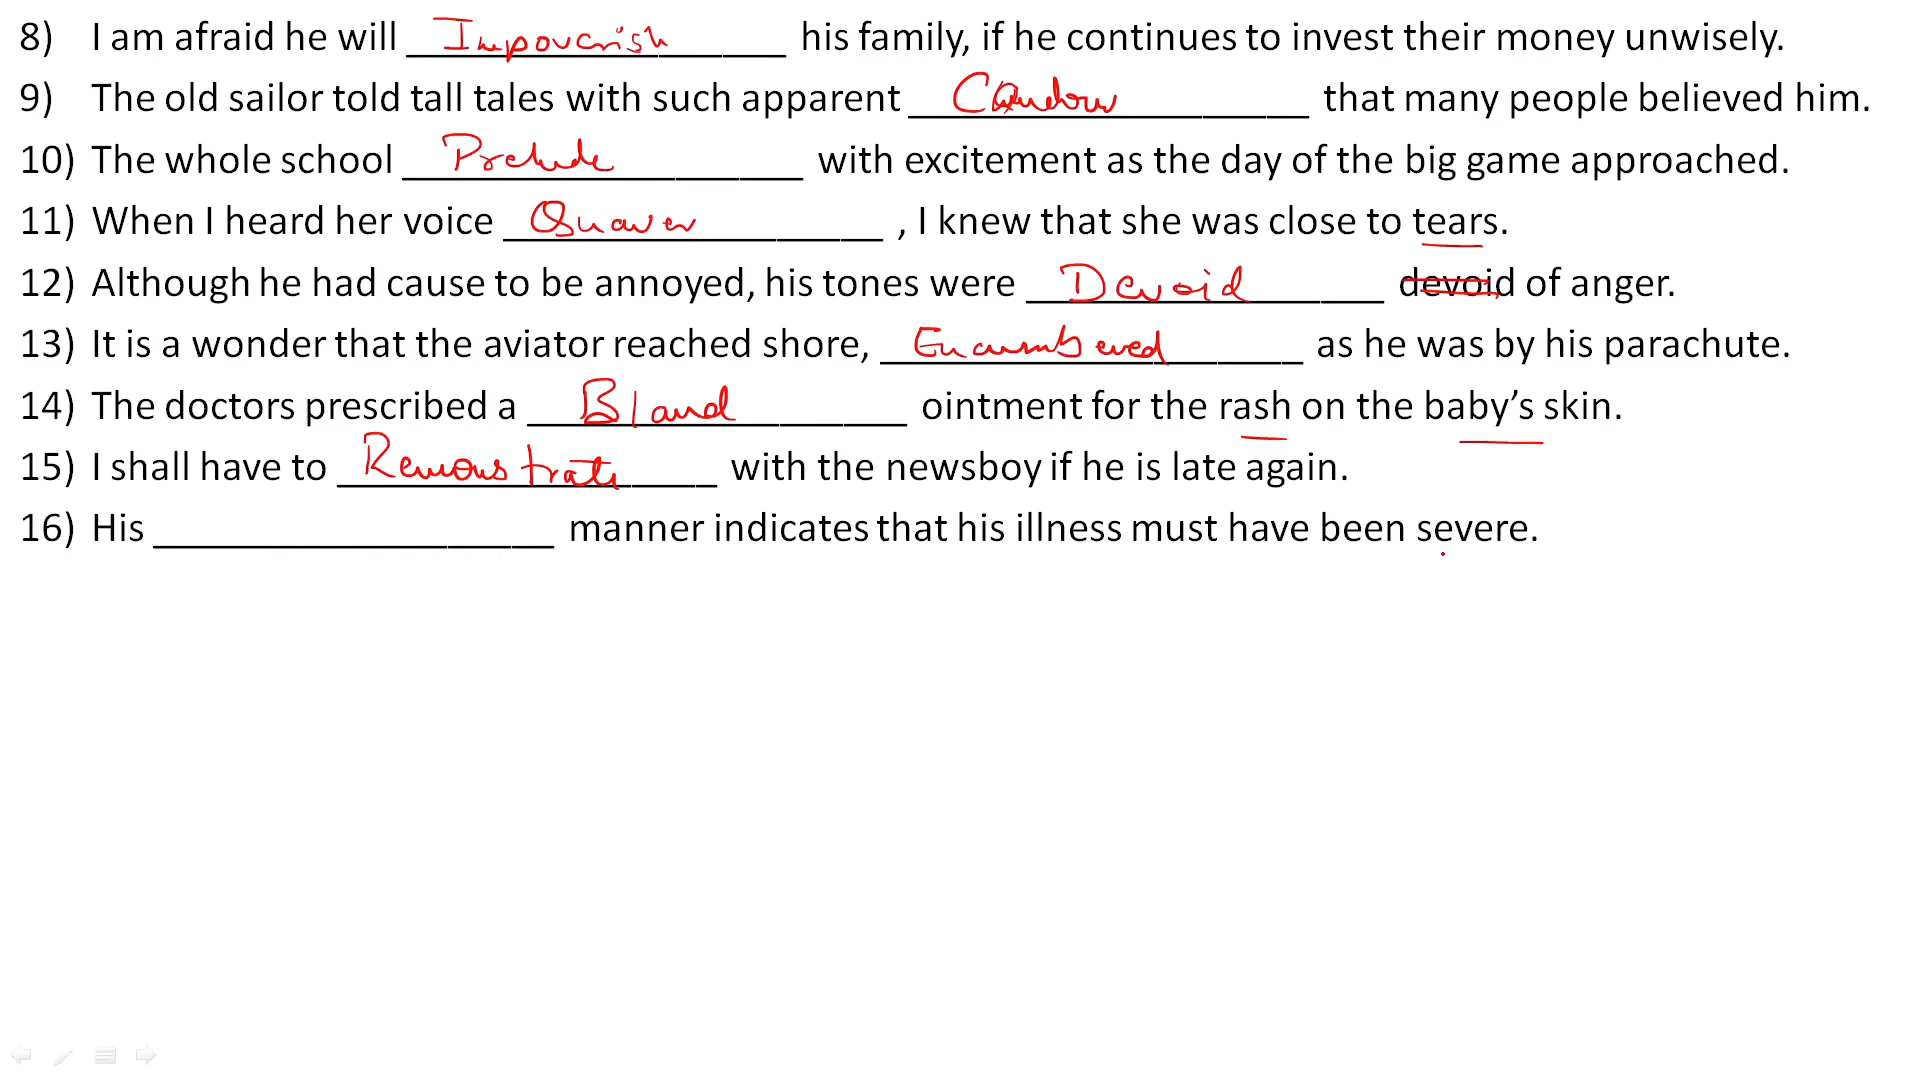 8) I am afraid he will Impoverish his family, if he continues to invest their money unwisely.
9) The old sailor told tall tales with such apparent Candour that many people believed him.
10) The whole school Prelude with excitement as the day of the big game approached.
11) When I heard her voice Quaver , I knew that she was close to tears.
12) Although he had cause to be annoyed, his tones were Devoid devoid of anger.
13) It is a wonder that the aviator reached shore, Encumbered as he was by his parachute.
14) The doctors prescribed a Bland ointment for the rash on the baby’s skin.
15) I shall have to Remonstrate with the newsboy if he is late again.
16) His ____________________ manner indicates that his illness must have been severe.